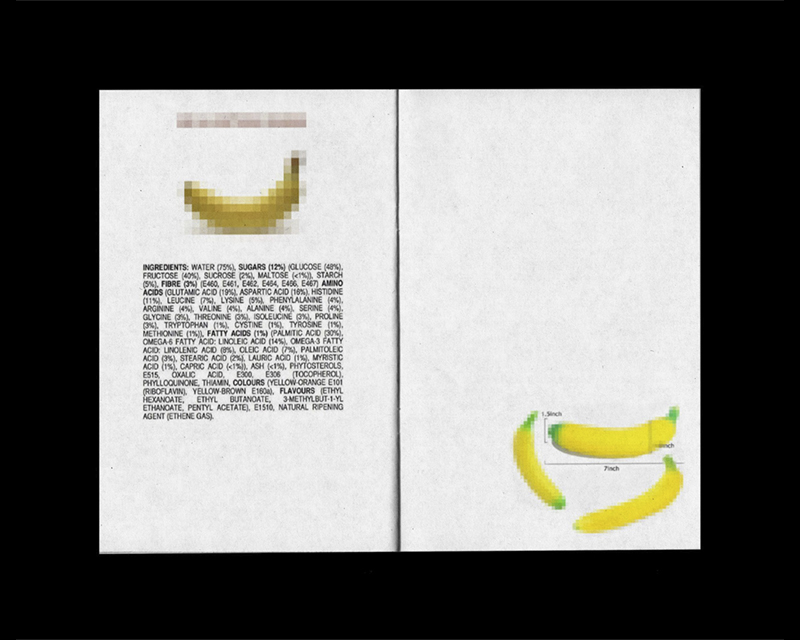 INGREDIENTS: WATER (75%), SUGARS (12%) (GLUCOSE (48%),
FRUCTOSE (40%), SUCROSE (2%), MALTOSE (<1%)), STARCH
(5%), FIBRE (3%) (E460, E461, E462, E464, E466, E467) AMINO
ACIDS (GLUTAMIC ACID (19%), ASPARTIC ACID (16%), HISTIDINE
(11%), LEUCINE (7%), LYSINE (5%), PHENYLALANINE (4%),
ARGININE (4%), VALINE (4%), ALANINE (4%), SERINE (4%),
GLYCINE (3%), THREONINE (3%), ISOLEUCINE (3%), PROLINE
(3%), TRYPTOPHAN (1%), CYSTINE (1%), TYROSINE (1%),
METHIONINE (1%)), FATTY ACIDS (1%) (PALMITIC ACID (30%),
OMEGA-6 FATTY ACID: LINOLEIC ACID (14%), OMEGA-3 FATTY
ACID: LINOLENIC ACID (8%), OLEIC ACID (7%), PALMITOLEIC
ACID (3%), STEARIC ACID (2%), LAURIC ACID (1%), MYRISTIC
ACID (1%), CAPRIC ACID (<1%)), ASH (<1%), PHYTOSTEROLS,
E515, OXALIC ACID, E300, E306 (TOCOPHEROL),
PHYLLOQUINONE, THIAMIN, COLOURS (YELLOW-ORANGE E101
(RIBOFLAVIN), YELLOW-BROWN E160a), FLAVOURS (ETHYL
HEXANOATE, ETHYL BUTANOATE, 3-METHYLBUT-1-YL
ETHANOATE, PENTYL ACETATE), E1510, NATURAL RIPENING
AGENT (ETHENE GAS).
1.5inch
7inch